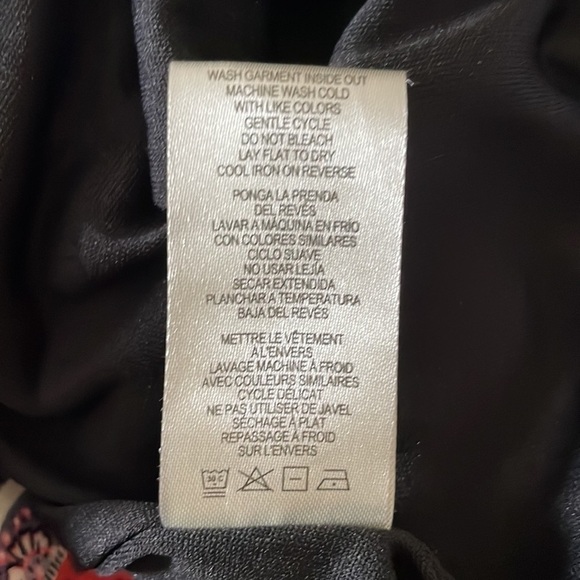 WASH GARMENT INSIDE OUT
MACHINE WASH COLD
WITH LIKE COLORS
GENTLE CYCLE
DO NOT BLEACH
LAY FLAT TO DRY
COOL IRON ON REVERSE
PONGA LA PRENDA
DEL REVÉS
LAVAR A MÁQUINA EN FRÍO
CON COLORES SIMILARES
CICLO SUAVE
NO USAR LEJÍA
SECAR EXTENDIDA
PLANCHAR A TEMPERATURA
BAJA DEL REVÉS
METTRE LE VÊTEMENT
À L'ENVERS
LAVAGE MACHINE À FROID
AVEC COULEURS SIMILAIRES
CYCLE DÉLICAT
NE PAS UTILISER DE JAVEL
SÉCHAGE À PLAT
REPASSAGE À FROID
SUR L'ENVERS
30 C